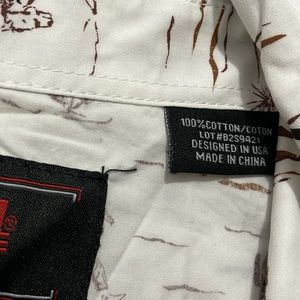 100%COTTON/COTON
LOT#B2S9421
DESIGNED IN USA
MADE IN CHINA
®